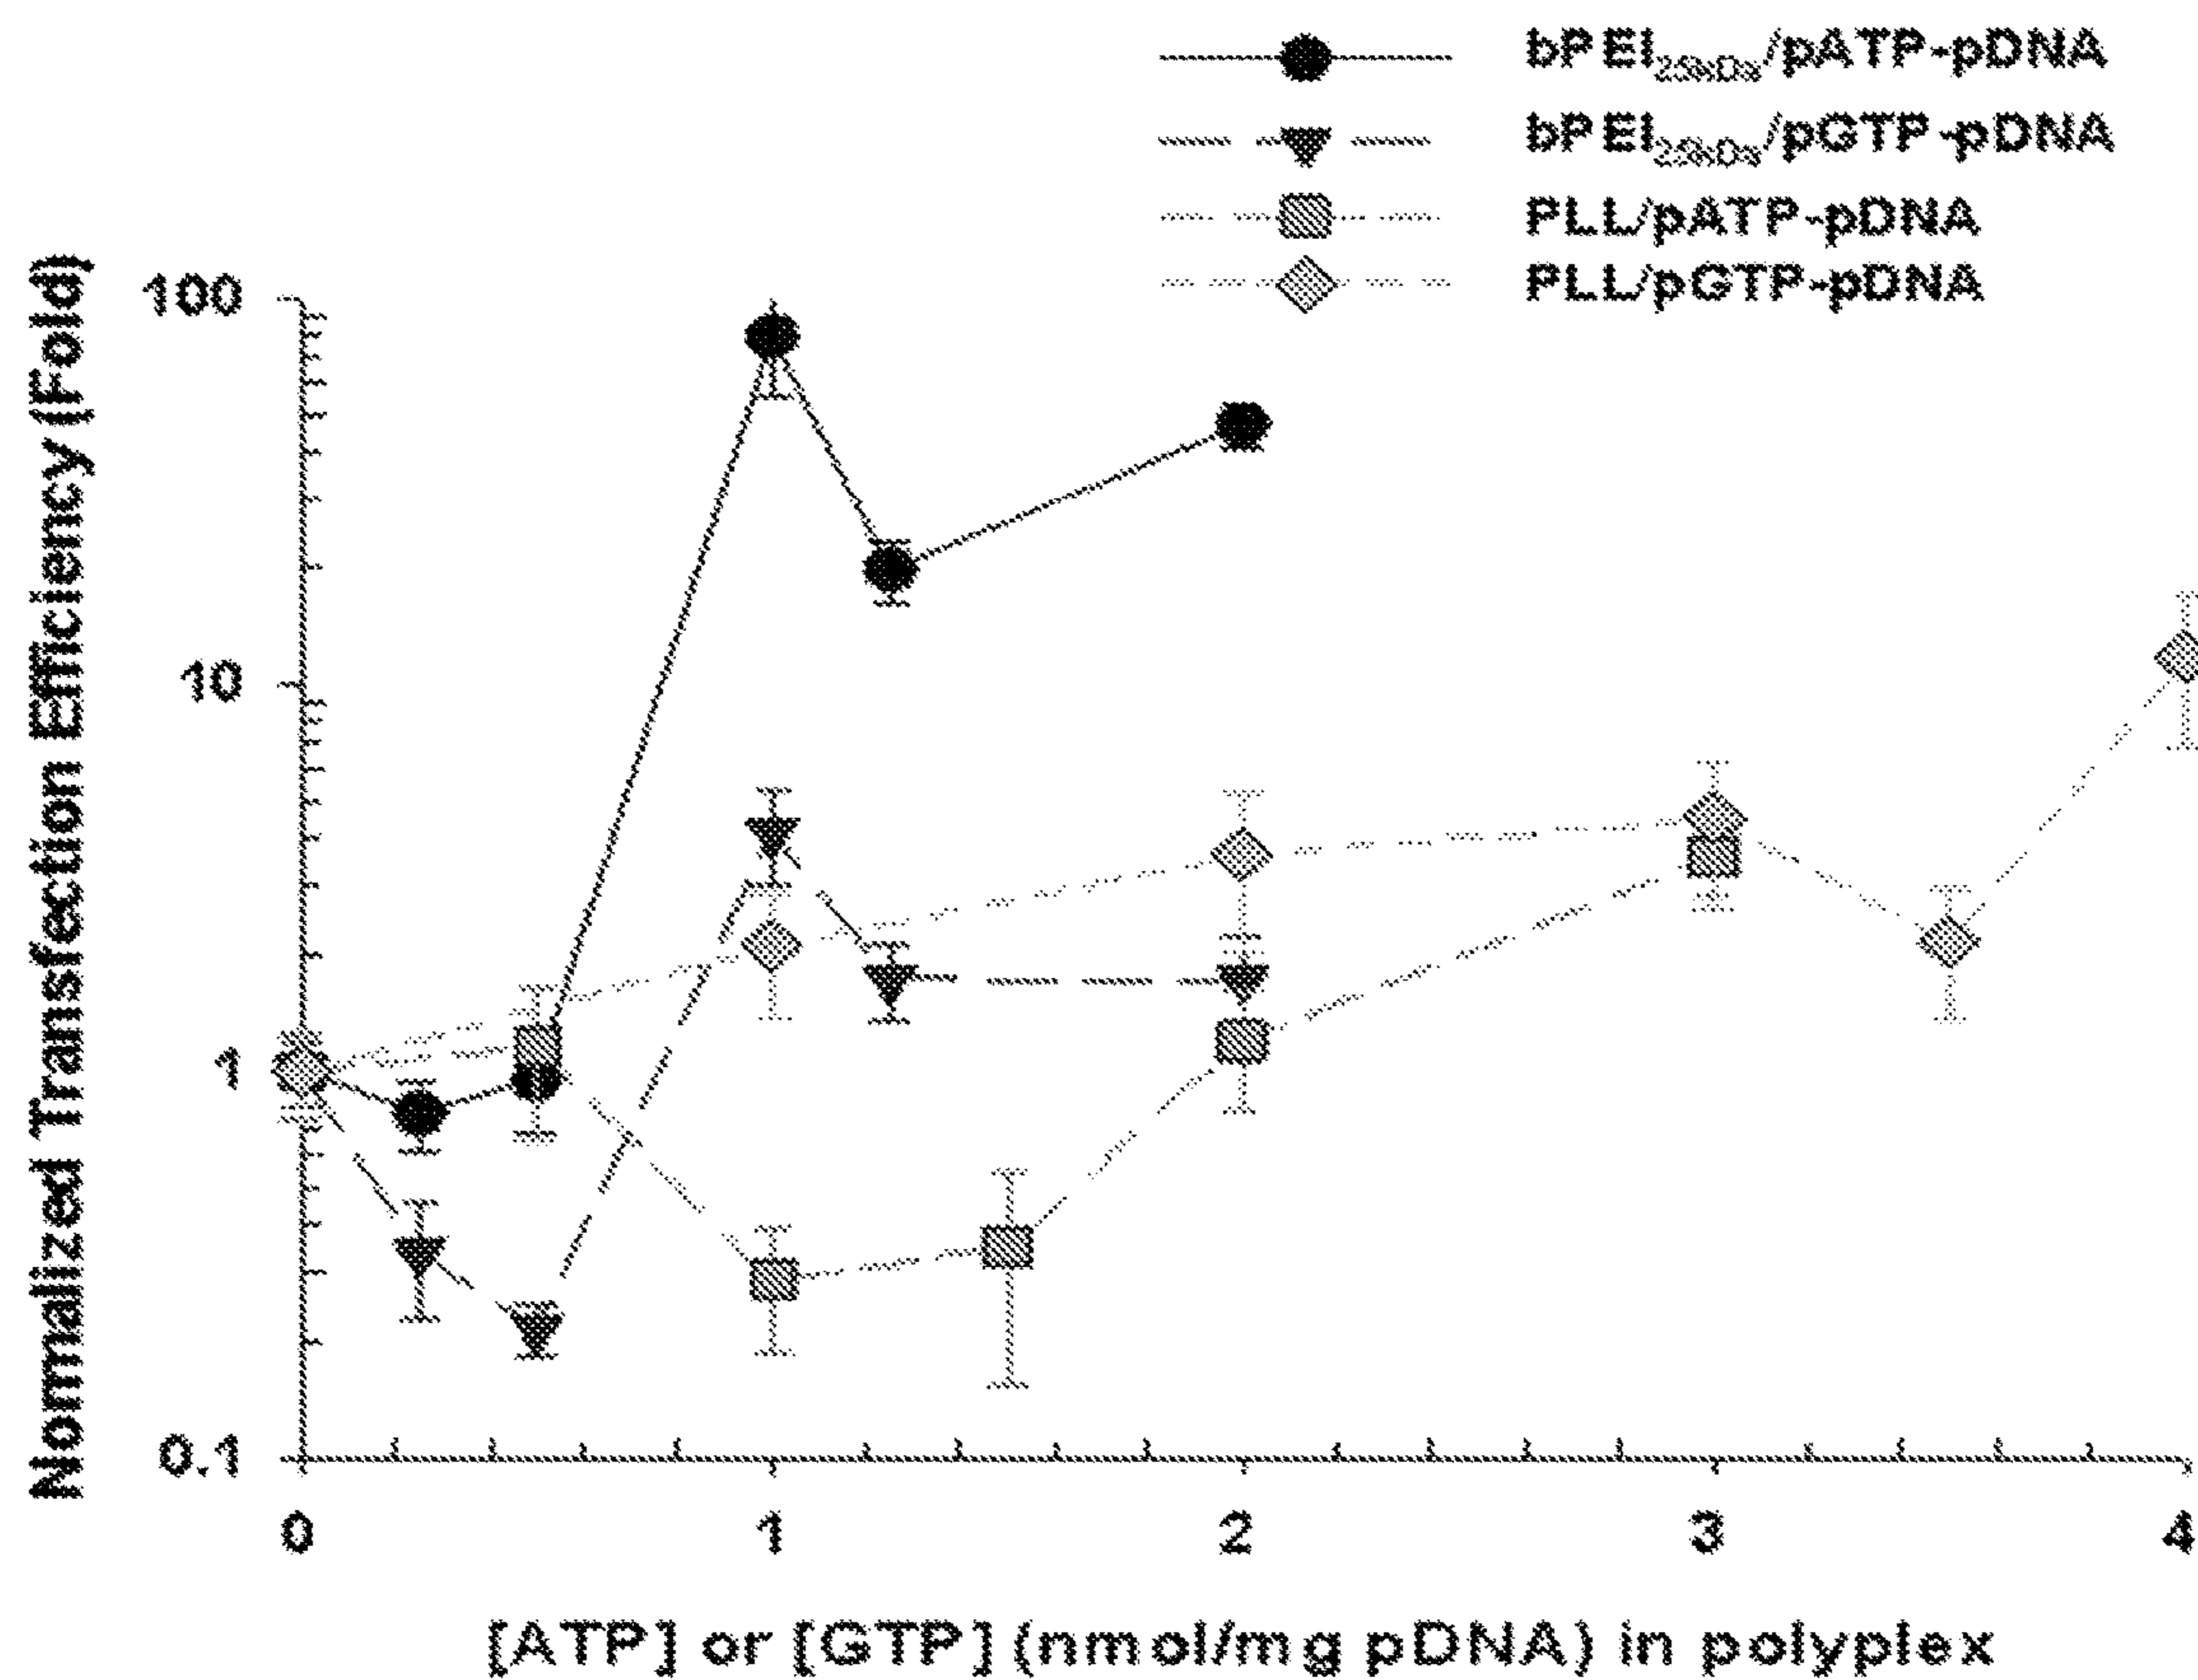 bPEI25kDa/pATP-pDNA
bPEI25kDa/pGTP-pDNA
PLL/pATP-pDNA
PLL/pGTP-pDNA
Normalized Transfection Efficiency (Fold)
100
10
1
0.1
0 1 2 3 4
[ATP] or [GTP] (nmol/mg pDNA) in polyplex